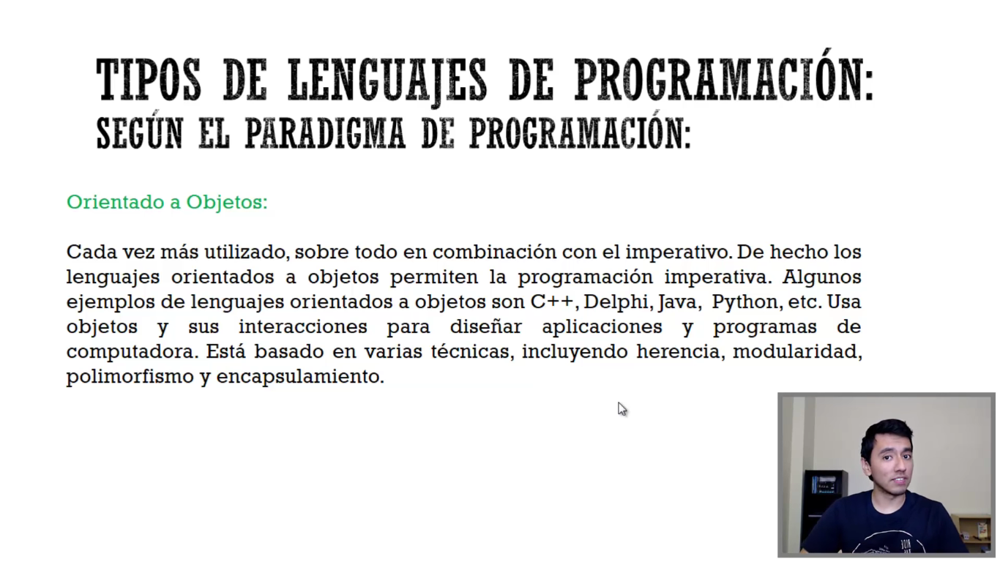 TIPOS DE LENGUAJES DE PROGRAMACIÓN:
SEGÚN EL PARADIGMA DE PROGRAMACIÓN:
Orientado a Objetos:
Cada vez más utilizado, sobre todo en combinación con el imperativo. De hecho los
lenguajes orientados a objetos permiten la programación imperativa. Algunos
ejemplos de lenguajes orientados a objetos son C++, Delphi, Java, Python, etc. Usa
objetos y sus interacciones para diseñar aplicaciones y programas de
computadora. Está basado en varias técnicas, incluyendo herencia, modularidad,
polimorfismo y encapsulamiento.